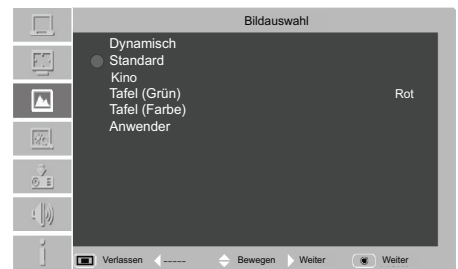 Bildauswahl
Dynamisch
Standard
Kino
Tafel (Grün) Rot
Tafel (Farbe)
Anwender
Verlassen ----- Bewegen Weiter Weiter